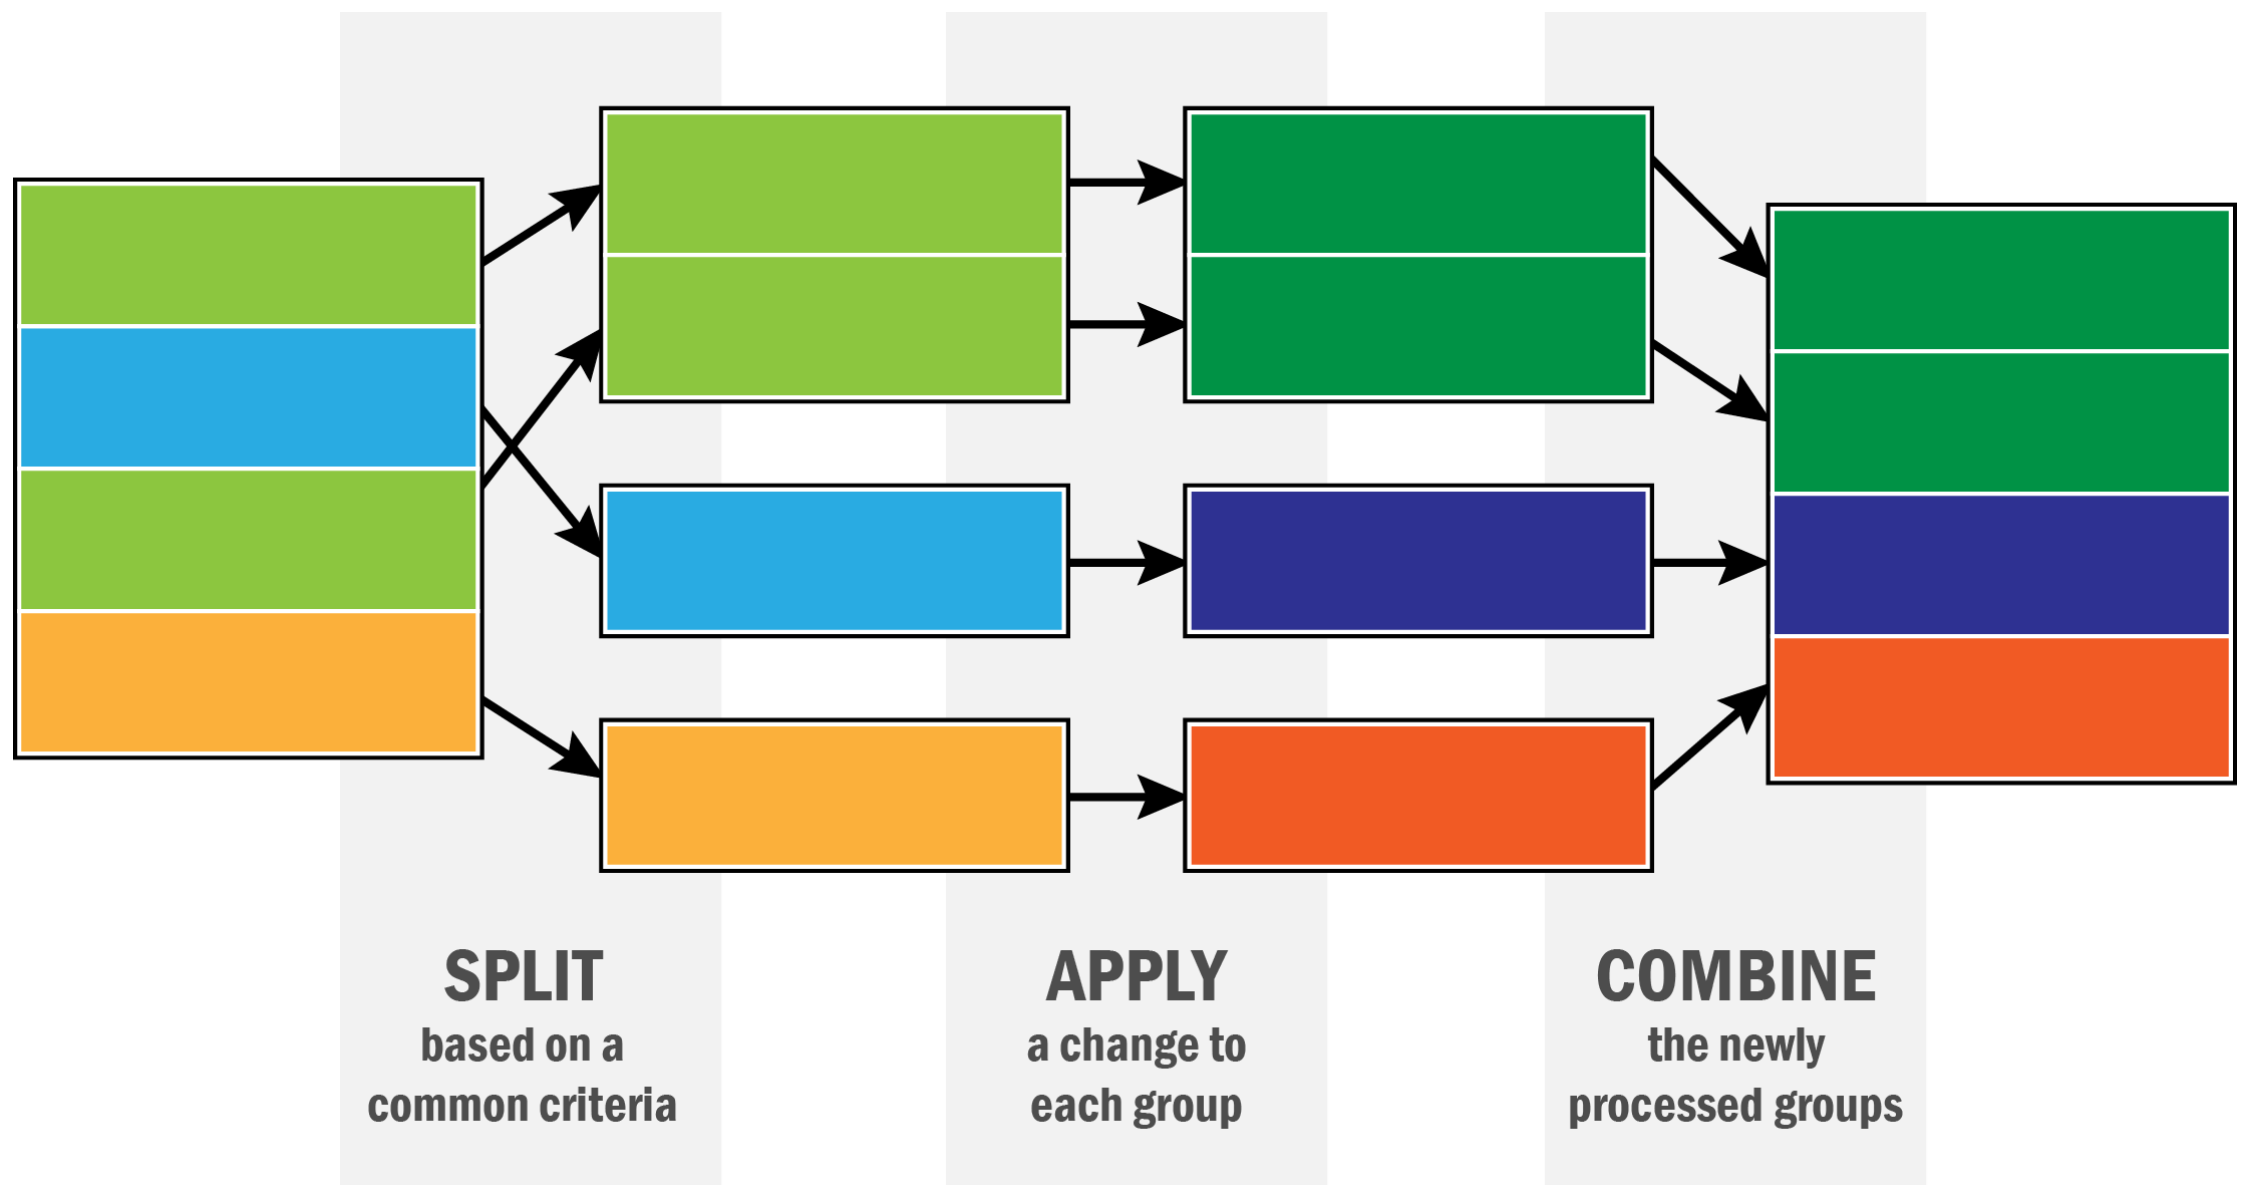 SPLIT
based on a
common criteria
APPLY
a change to
each group
COMBINE
the newly
processed groups